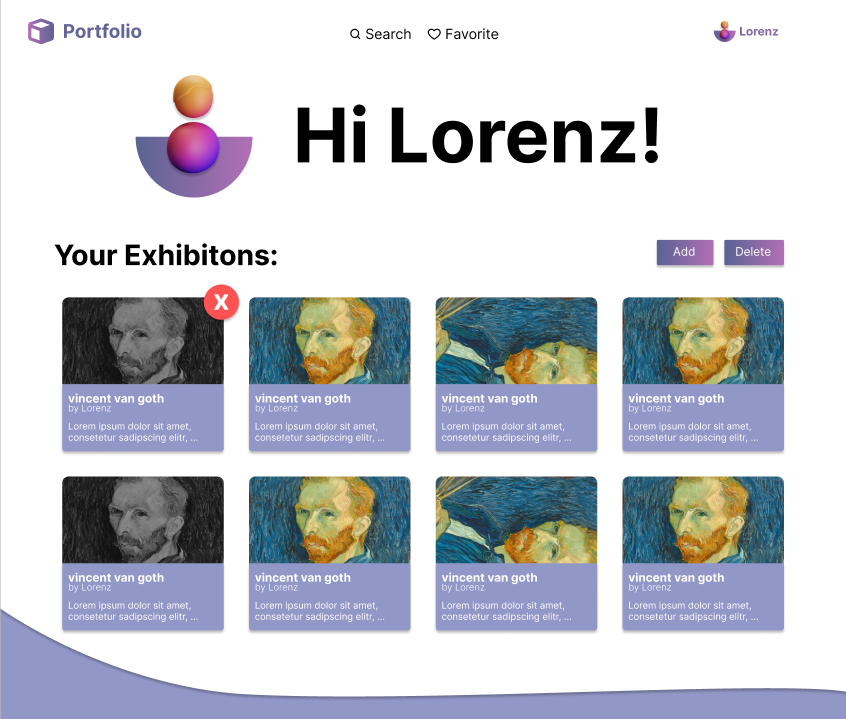 Portfolio
Search Favorite
Lorenz
Hi Lorenz!
Your Exhibitons:
Add Delete
X
vincent van goth
by Lorenz
Lorem ipsum dolor sit amet,
consetetur sadipscing elitr, ...
vincent van goth
by Lorenz
Lorem ipsum dolor sit amet,
consetetur sadipscing elitr, ...
vincent van goth
by Lorenz
Lorem ipsum dolor sit amet,
consetetur sadipscing elitr, ...
vincent van goth
by Lorenz
Lorem ipsum dolor sit amet,
consetetur sadipscing elitr, ...
vincent van goth
by Lorenz
Lorem ipsum dolor sit amet,
consetetur sadipscing elitr, ...
vincent van goth
by Lorenz
Lorem ipsum dolor sit amet,
consetetur sadipscing elitr, ...
vincent van goth
by Lorenz
Lorem ipsum dolor sit amet,
consetetur sadipscing elitr, ...
vincent van goth
by Lorenz
Lorem ipsum dolor sit amet,
consetetur sadipscing elitr, ...